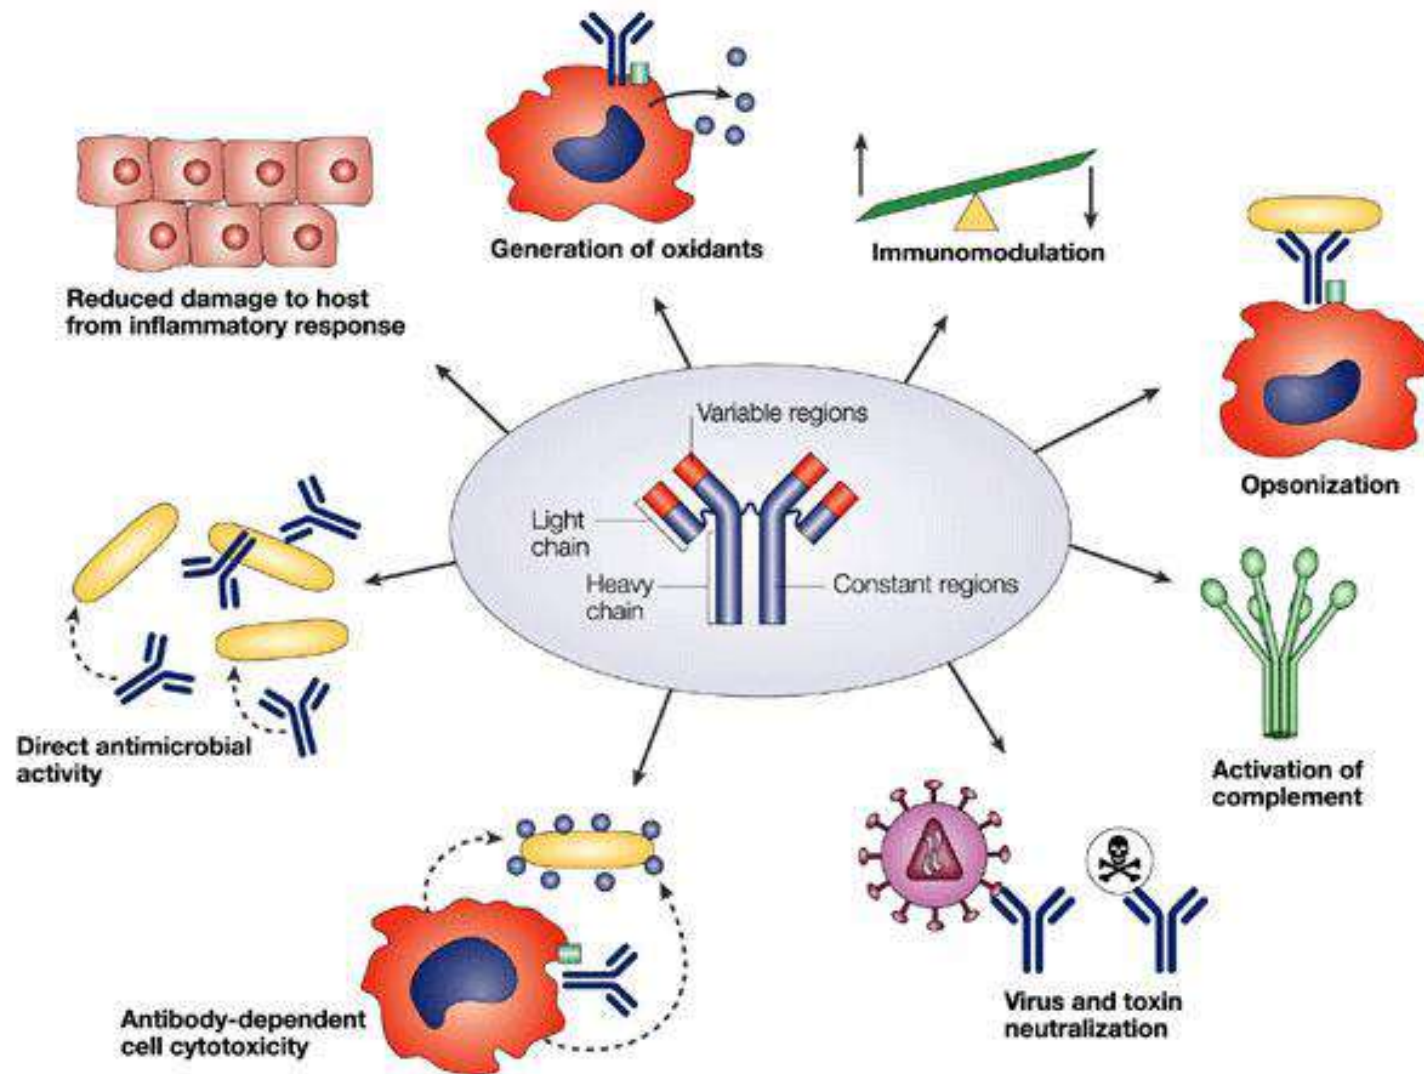 Generation of oxidants
Immunomodulation
Reduced damage to host
from inflammatory response
Opsonization
Variable regions
Light
chain
Heavy
chain
Constant regions
Direct antimicrobial
activity
Activation of
complement
Antibody-dependent
cell cytotoxicity
Virus and toxin
neutralization